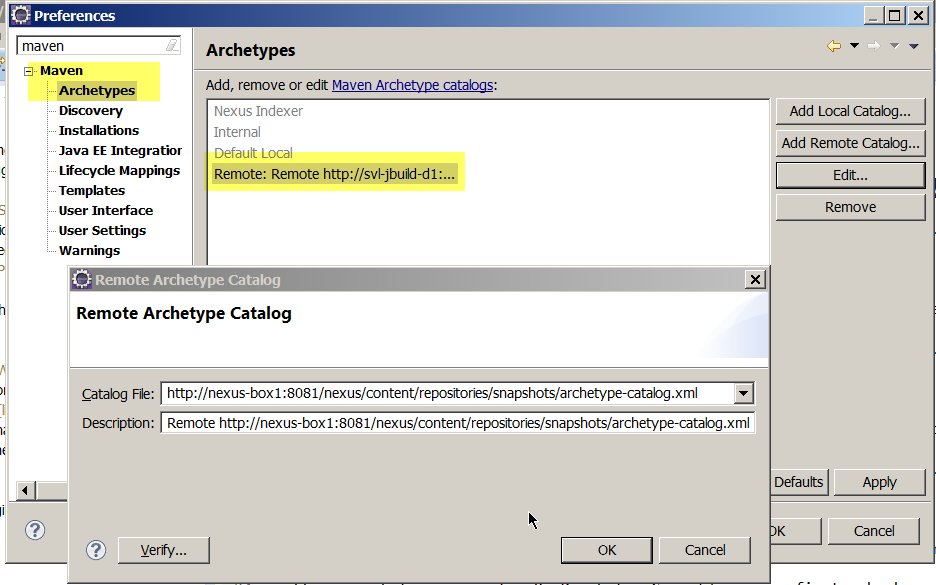 Preferences
maven
Archetypes
Maven
Archetypes
Discovery
Installations
Java EE Integration
Lifecycle Mappings
Templates
User Interface
User Settings
Warnings
Add, remove or edit Maven Archetype catalogs:
Nexus Indexer
Internal
Default Local
Remote: Remote http://svl-jbuild-d1:...
Add Local Catalog...
Add Remote Catalog...
Edit...
Remove
Remote Archetype Catalog
Remote Archetype Catalog
Catalog File: http://nexus-box1:8081/nexus/content/repositories/snapshots/archetype-catalog.xml
Description: Remote http://nexus-box1:8081/nexus/content/repositories/snapshots/archetype-catalog.xml
Defaults
Apply
OK
Cancel
Verify...
OK
Cancel